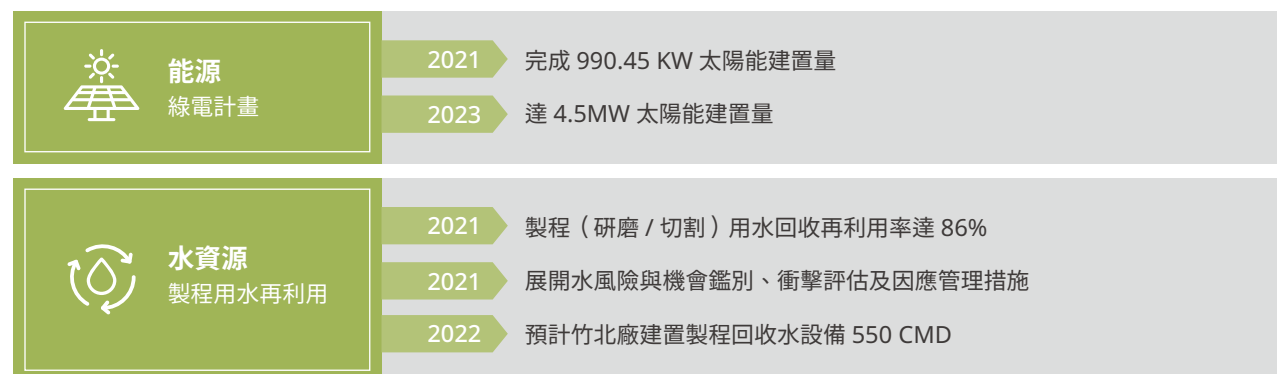 能源
綠電計畫
2021 完成 990.45 KW 太陽能建置量
2023 達 4.5MW 太陽能建置量
水資源
製程用水再利用
2021 製程（研磨 / 切割）用水回收再利用率達 86%
2021 展開水風險與機會鑑別、衝擊評估及因應管理措施
2022 預計竹北廠建置製程回收水設備 550 CMD